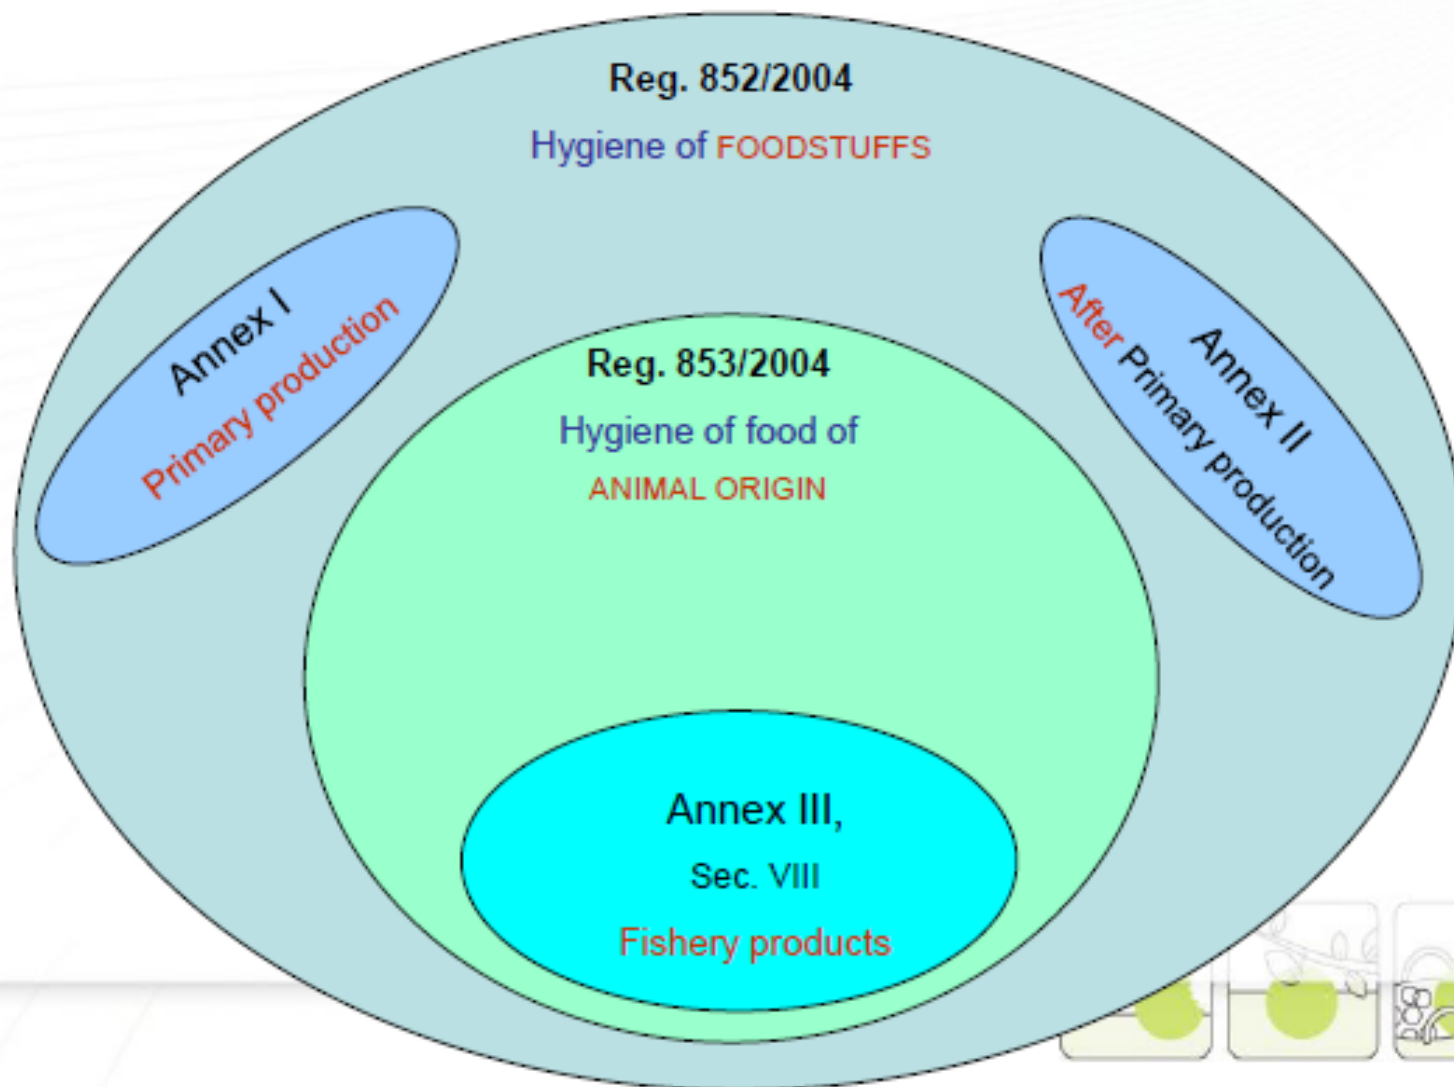 Reg. 852/2004
Hygiene of FOODSTUFFS
Annex I
Primary production
Annex II
After Primary production
Reg. 853/2004
Hygiene of food of
ANIMAL ORIGIN
Annex III,
Sec. VIII
Fishery products